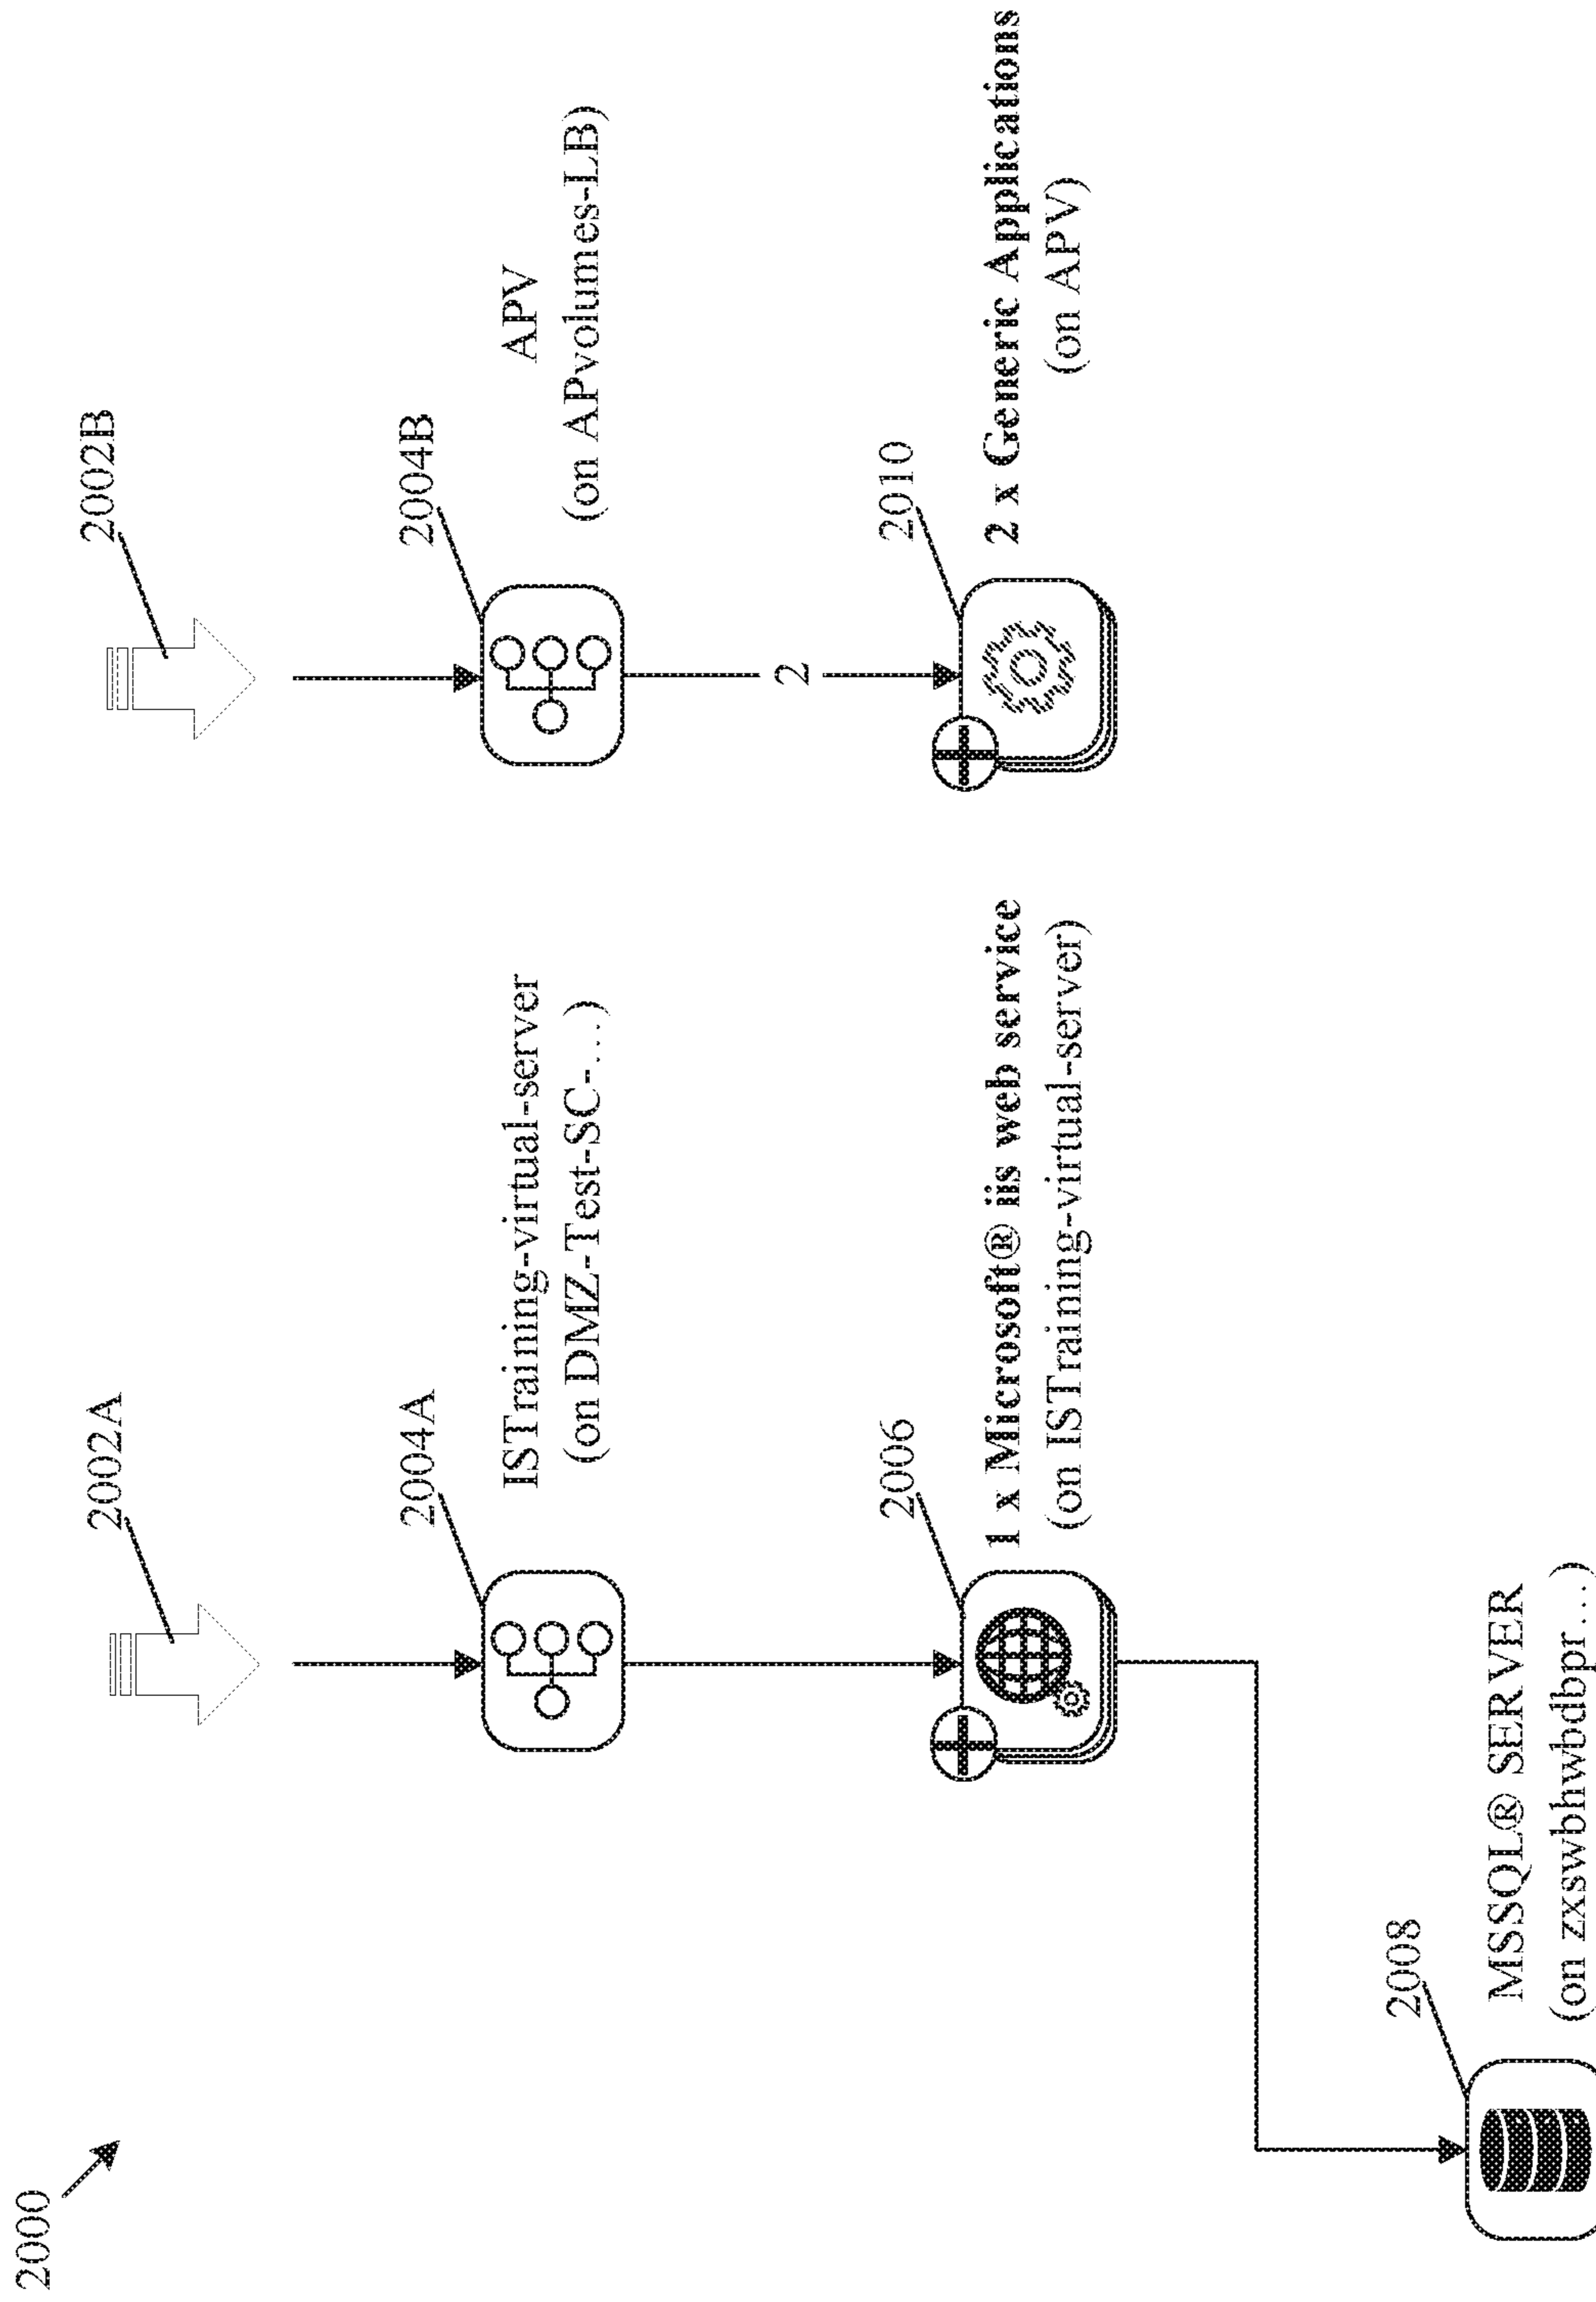 2000
2002A
2002B
2004A
ISTraining-virtual-server
(on DMZ-Test-SC-...)
2004B
APV
(on APvolumes-LB)
2
2006
1 x Microsoft® iis web service
(on ISTraining-virtual-server)
2010
2 x Generic Applications
(on APV)
2008
MSSQL® SERVER
(on zxswbhwbdbpr...)